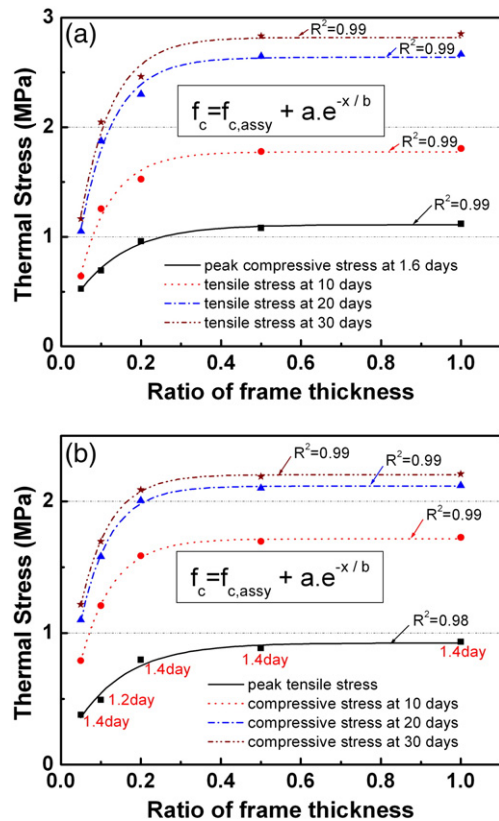 (a)
Thermal Stress (MPa)
3
2
1
0
R²=0.99
R²=0.99
f_c=f_c,assy + a.e^-x / b
R²=0.99
R²=0.99
peak compressive stress at 1.6 days
tensile stress at 10 days
tensile stress at 20 days
tensile stress at 30 days
0.0 0.2 0.4 0.6 0.8 1.0
Ratio of frame thickness
(b)
Thermal Stress (MPa)
2
1
0
R²=0.99
R²=0.99
R²=0.99
f_c=f_c,assy + a.e^-x / b
R²=0.98
1.4day
1.2day
1.4day
1.4day
1.4day
peak tensile stress
compressive stress at 10 days
compressive stress at 20 days
compressive stress at 30 days
0.0 0.2 0.4 0.6 0.8 1.0
Ratio of frame thickness